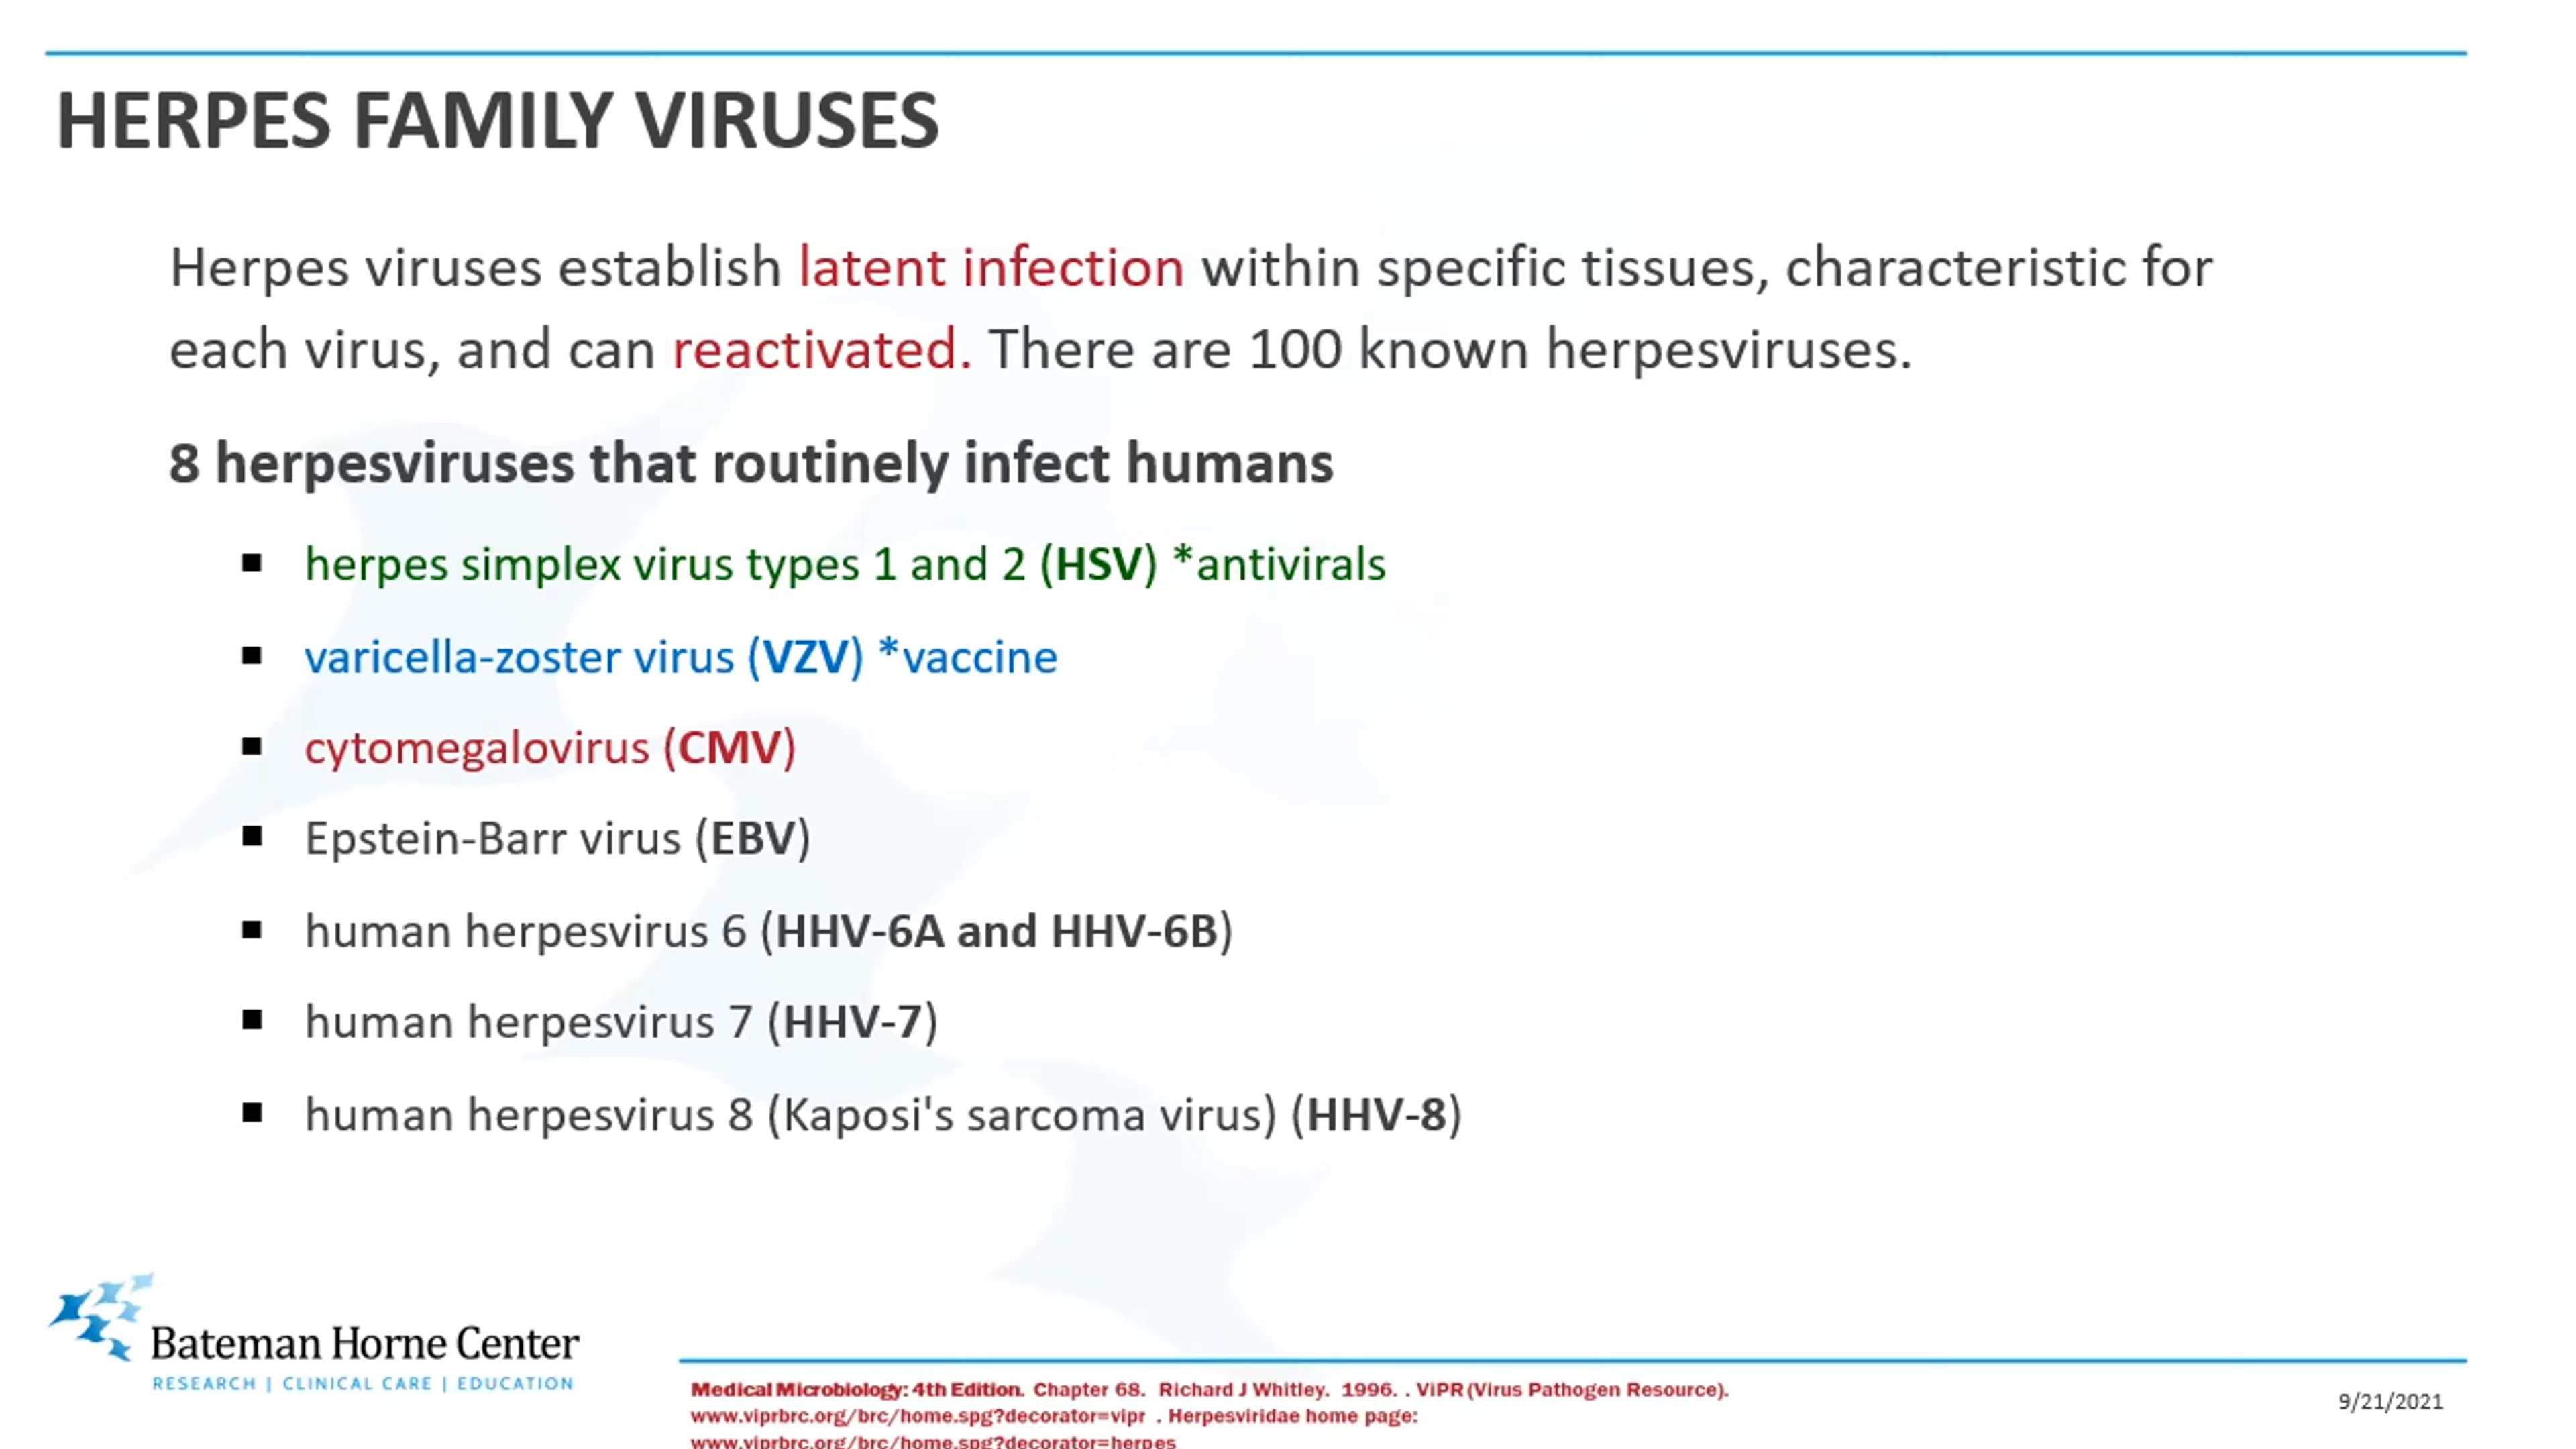 HERPES FAMILY VIRUSES
Herpes viruses establish latent infection within specific tissues, characteristic for
each virus, and can reactivated. There are 100 known herpesviruses.
8 herpesviruses that routinely infect humans
▪ herpes simplex virus types 1 and 2 (HSV) *antivirals
▪ varicella-zoster virus (VZV) *vaccine
▪ cytomegalovirus (CMV)
▪ Epstein-Barr virus (EBV)
▪ human herpesvirus 6 (HHV-6A and HHV-6B)
▪ human herpesvirus 7 (HHV-7)
▪ human herpesvirus 8 (Kaposi's sarcoma virus) (HHV-8)
Bateman Horne Center
RESEARCH | CLINICAL CARE | EDUCATION
Medical Microbiology: 4th Edition. Chapter 68. Richard J Whitley. 1996. . ViPR (Virus Pathogen Resource).
www.viprbrc.org/brc/home.spg?decorator=vipr . Herpesviridae home page:
www.viprbrc.org/brc/home.spg?decorator=herpes
9/21/2021